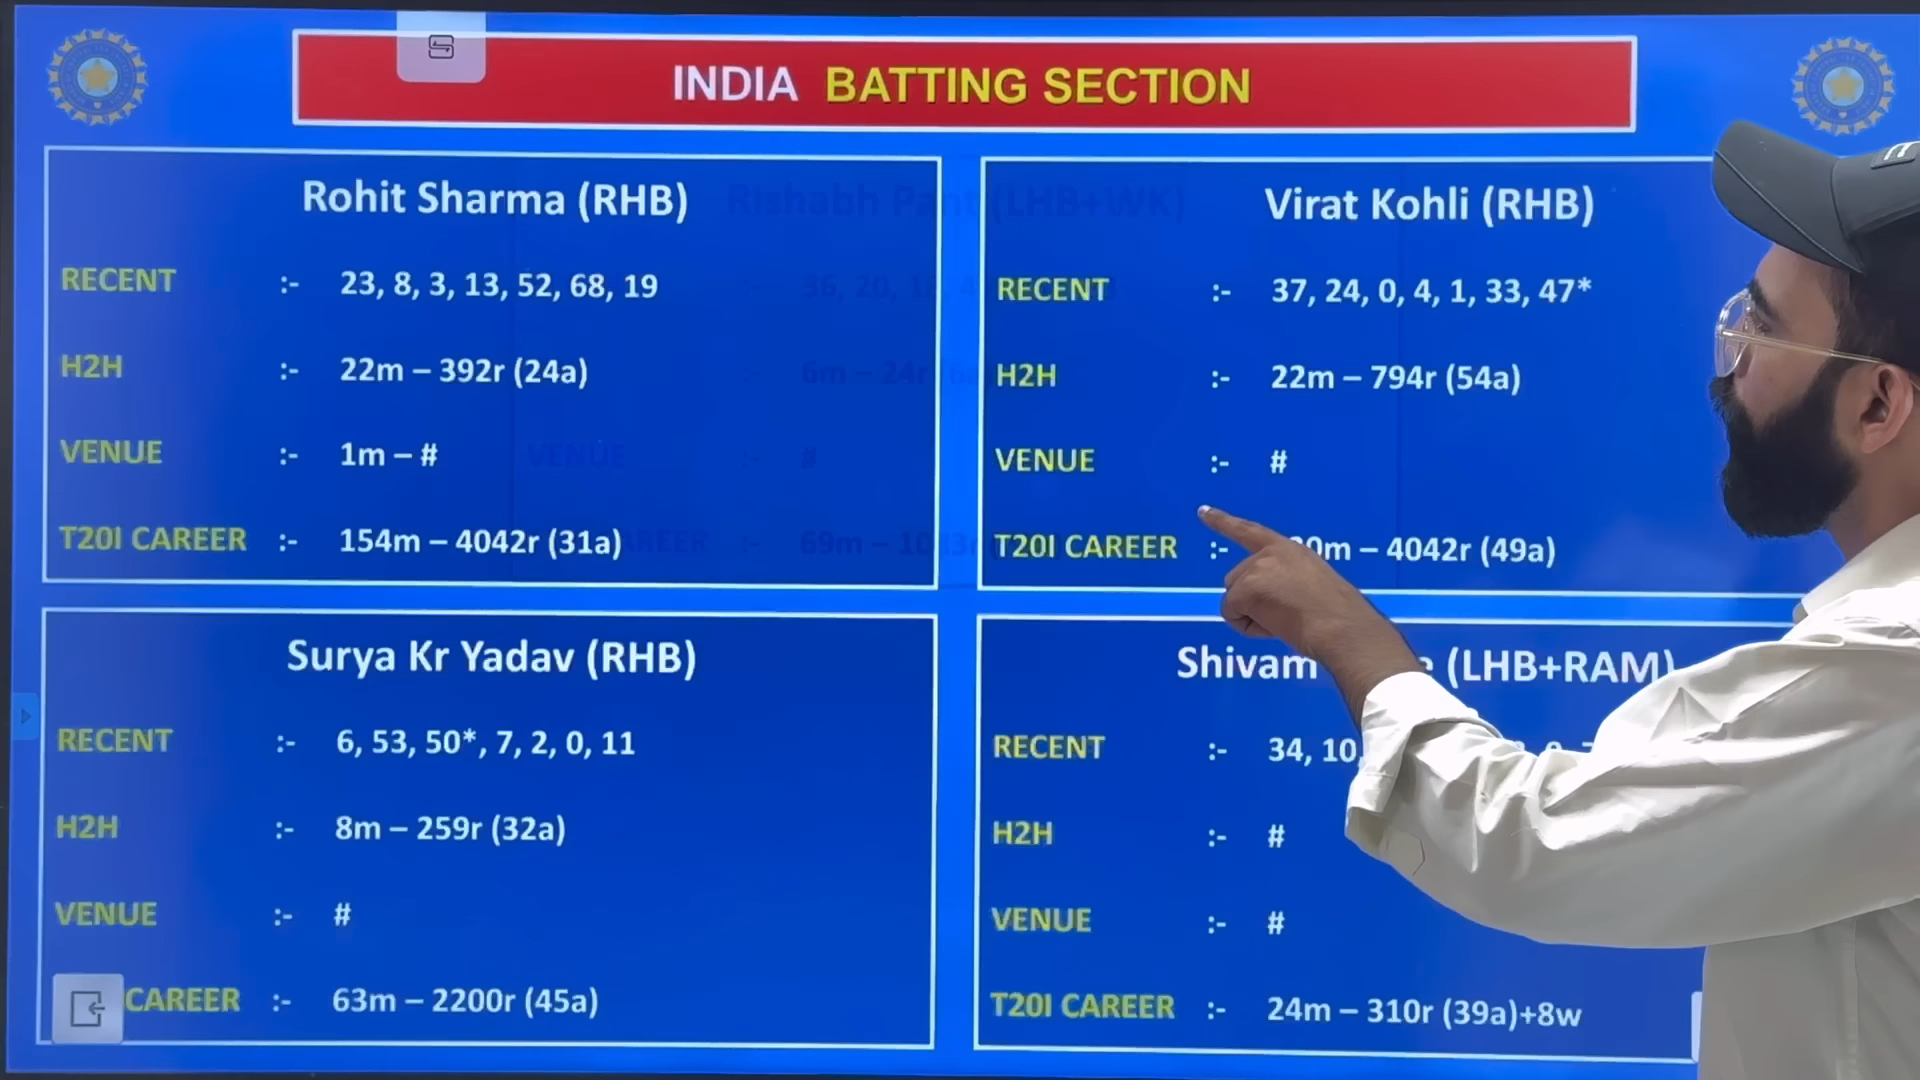 INDIA BATTING SECTION
Rohit Sharma (RHB)
RECENT :- 23, 8, 3, 13, 52, 68, 19
H2H :- 22m – 392r (24a)
VENUE :- 1m – #
T20I CAREER :- 154m – 4042r (31a)
Virat Kohli (RHB)
RECENT :- 37, 24, 0, 4, 1, 33, 47*
H2H :- 22m – 794r (54a)
VENUE :- #
T20I CAREER :- – 4042r (49a)
Surya Kr Yadav (RHB)
RECENT :- 6, 53, 50*, 7, 2, 0, 11
H2H :- 8m – 259r (32a)
VENUE :- #
CAREER :- 63m – 2200r (45a)
Shivam (LHB+RAM)
RECENT :- 34, 10,
H2H :- #
VENUE :- #
T20I CAREER :- 24m – 310r (39a)+8w